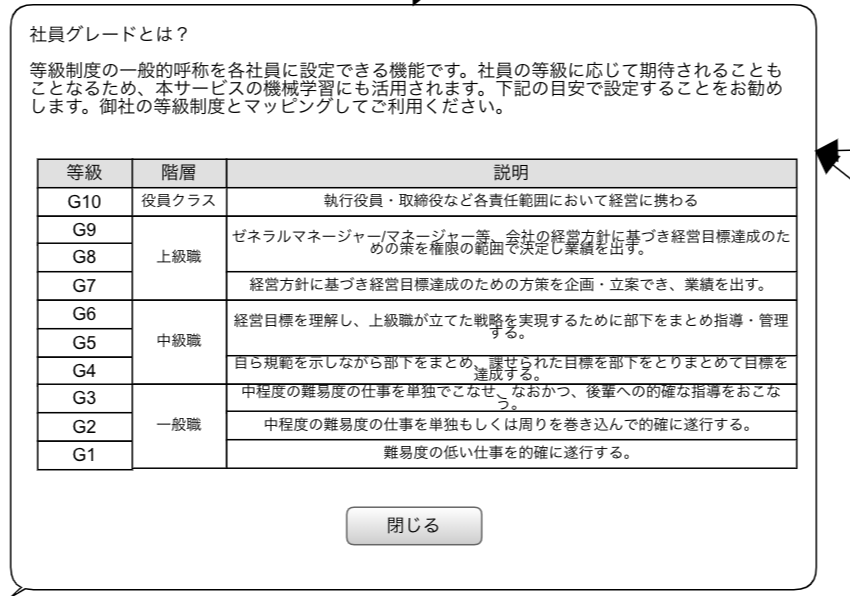 社員グレードとは？
等級制度の一般的呼称を各社員に設定できる機能です。社員の等級に応じて期待されることも
ことなるため、本サービスの機械学習にも活用されます。下記の目安で設定することをお勧め
します。御社の等級制度とマッピングしてご利用ください。
等級 階層 説明
G10 役員クラス 執行役員・取締役など各責任範囲において経営に携わる
G9
G8
上級職
ゼネラルマネージャー/マネージャー等、会社の経営方針に基づき経営目標達成のた
めの策を権限の範囲で決定し業績を出す。
G7 経営方針に基づき経営目標達成のための方策を企画・立案でき、業績を出す。
G6
G5
中級職
経営目標を理解し、上級職が立てた戦略を実現するために部下をまとめ指導・管理
する。
G4
自ら規範を示しながら部下をまとめ、課せられた目標を部下をとりまとめて目標を
達成する。
G3
中程度の難易度の仕事を単独でこなせ、なおかつ、後輩への的確な指導をおこな
う。
G2 一般職 中程度の難易度の仕事を単独もしくは周りを巻き込んで的確に遂行する。
G1 難易度の低い仕事を的確に遂行する。
閉じる